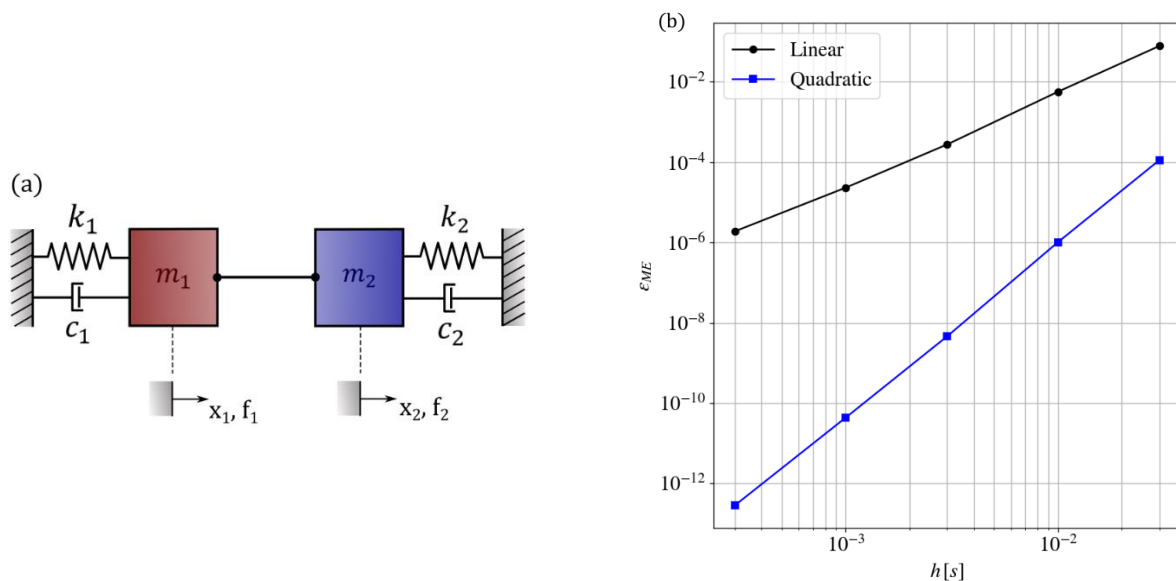 (a)
k₁
k₂
m₁
m₂
c₁
c₂
x₁, f₁
x₂, f₂
(b)
Linear
Quadratic
10⁻²
10⁻⁴
10⁻⁶
10⁻⁸
10⁻¹⁰
10⁻¹²
ε_ME
10⁻³
10⁻²
h[s]